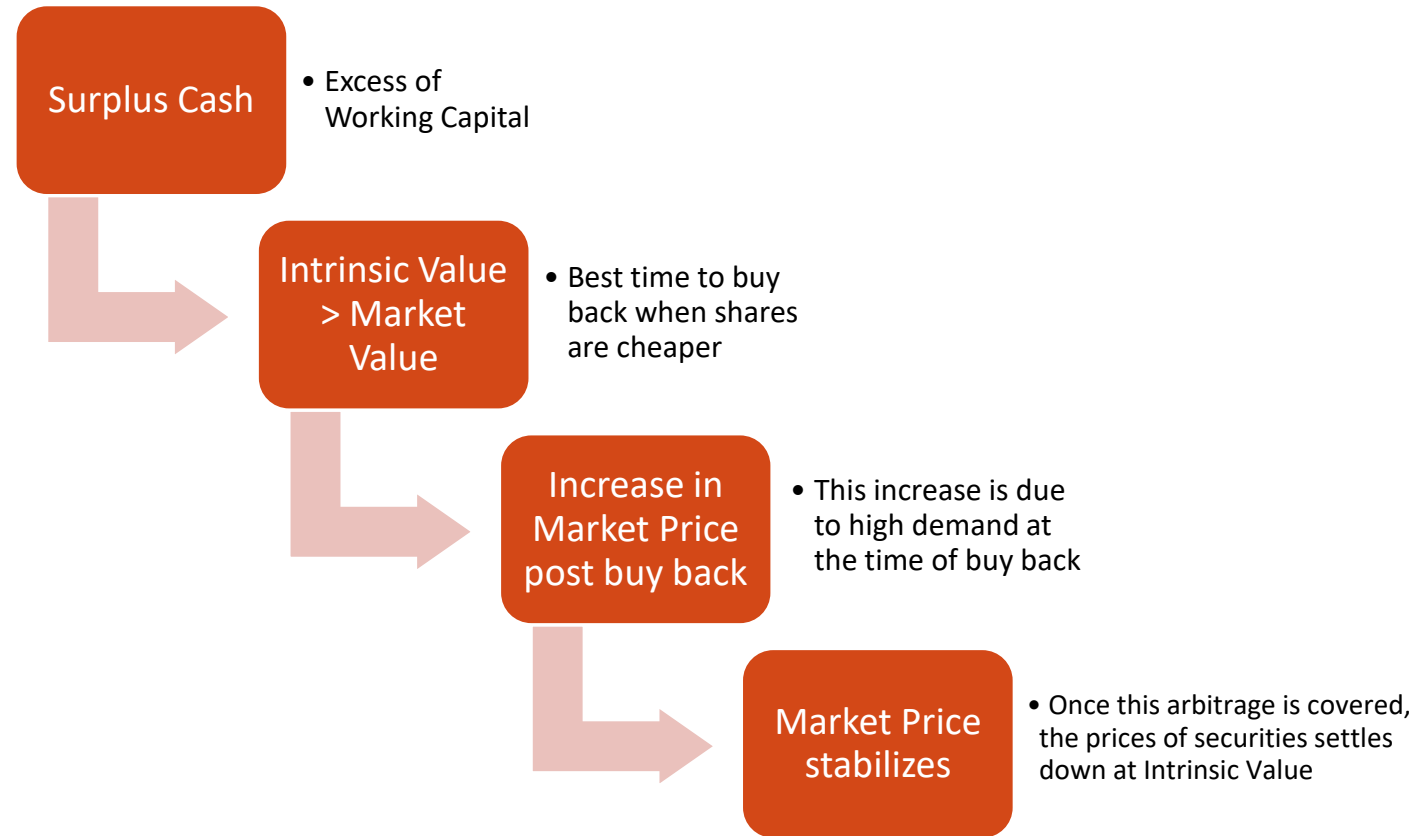 Surplus Cash
• Excess of
Working Capital
Intrinsic Value
> Market
Value
• Best time to buy
back when shares
are cheaper
Increase in
Market Price
post buy back
• This increase is due
to high demand at
the time of buy back
Market Price
stabilizes
• Once this arbitrage is covered,
the prices of securities settles
down at Intrinsic Value